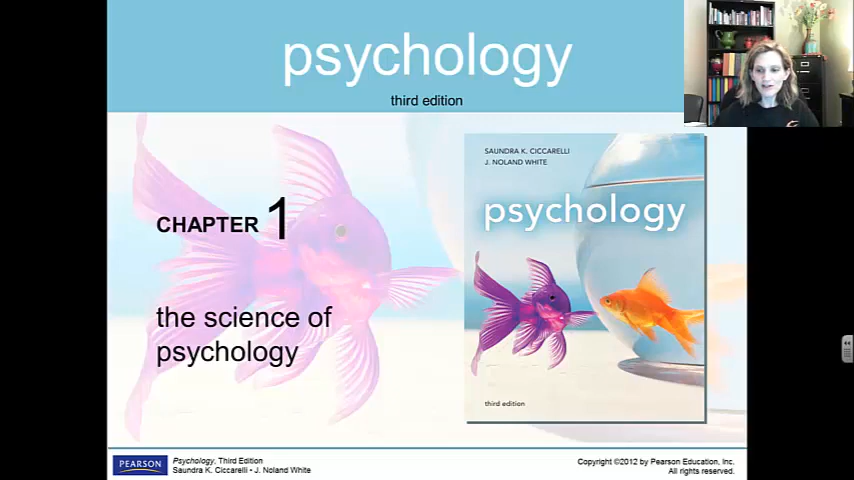 psychology
third edition
CHAPTER 1
the science of
psychology
SAUNDRA K. CICCARELLI
J. NOLAND WHITE
psychology
third edition
PEARSON
Psychology, Third Edition
Saundra K. Ciccarelli • J. Noland White
Copyright ©2012 by Pearson Education, Inc.
All rights reserved.